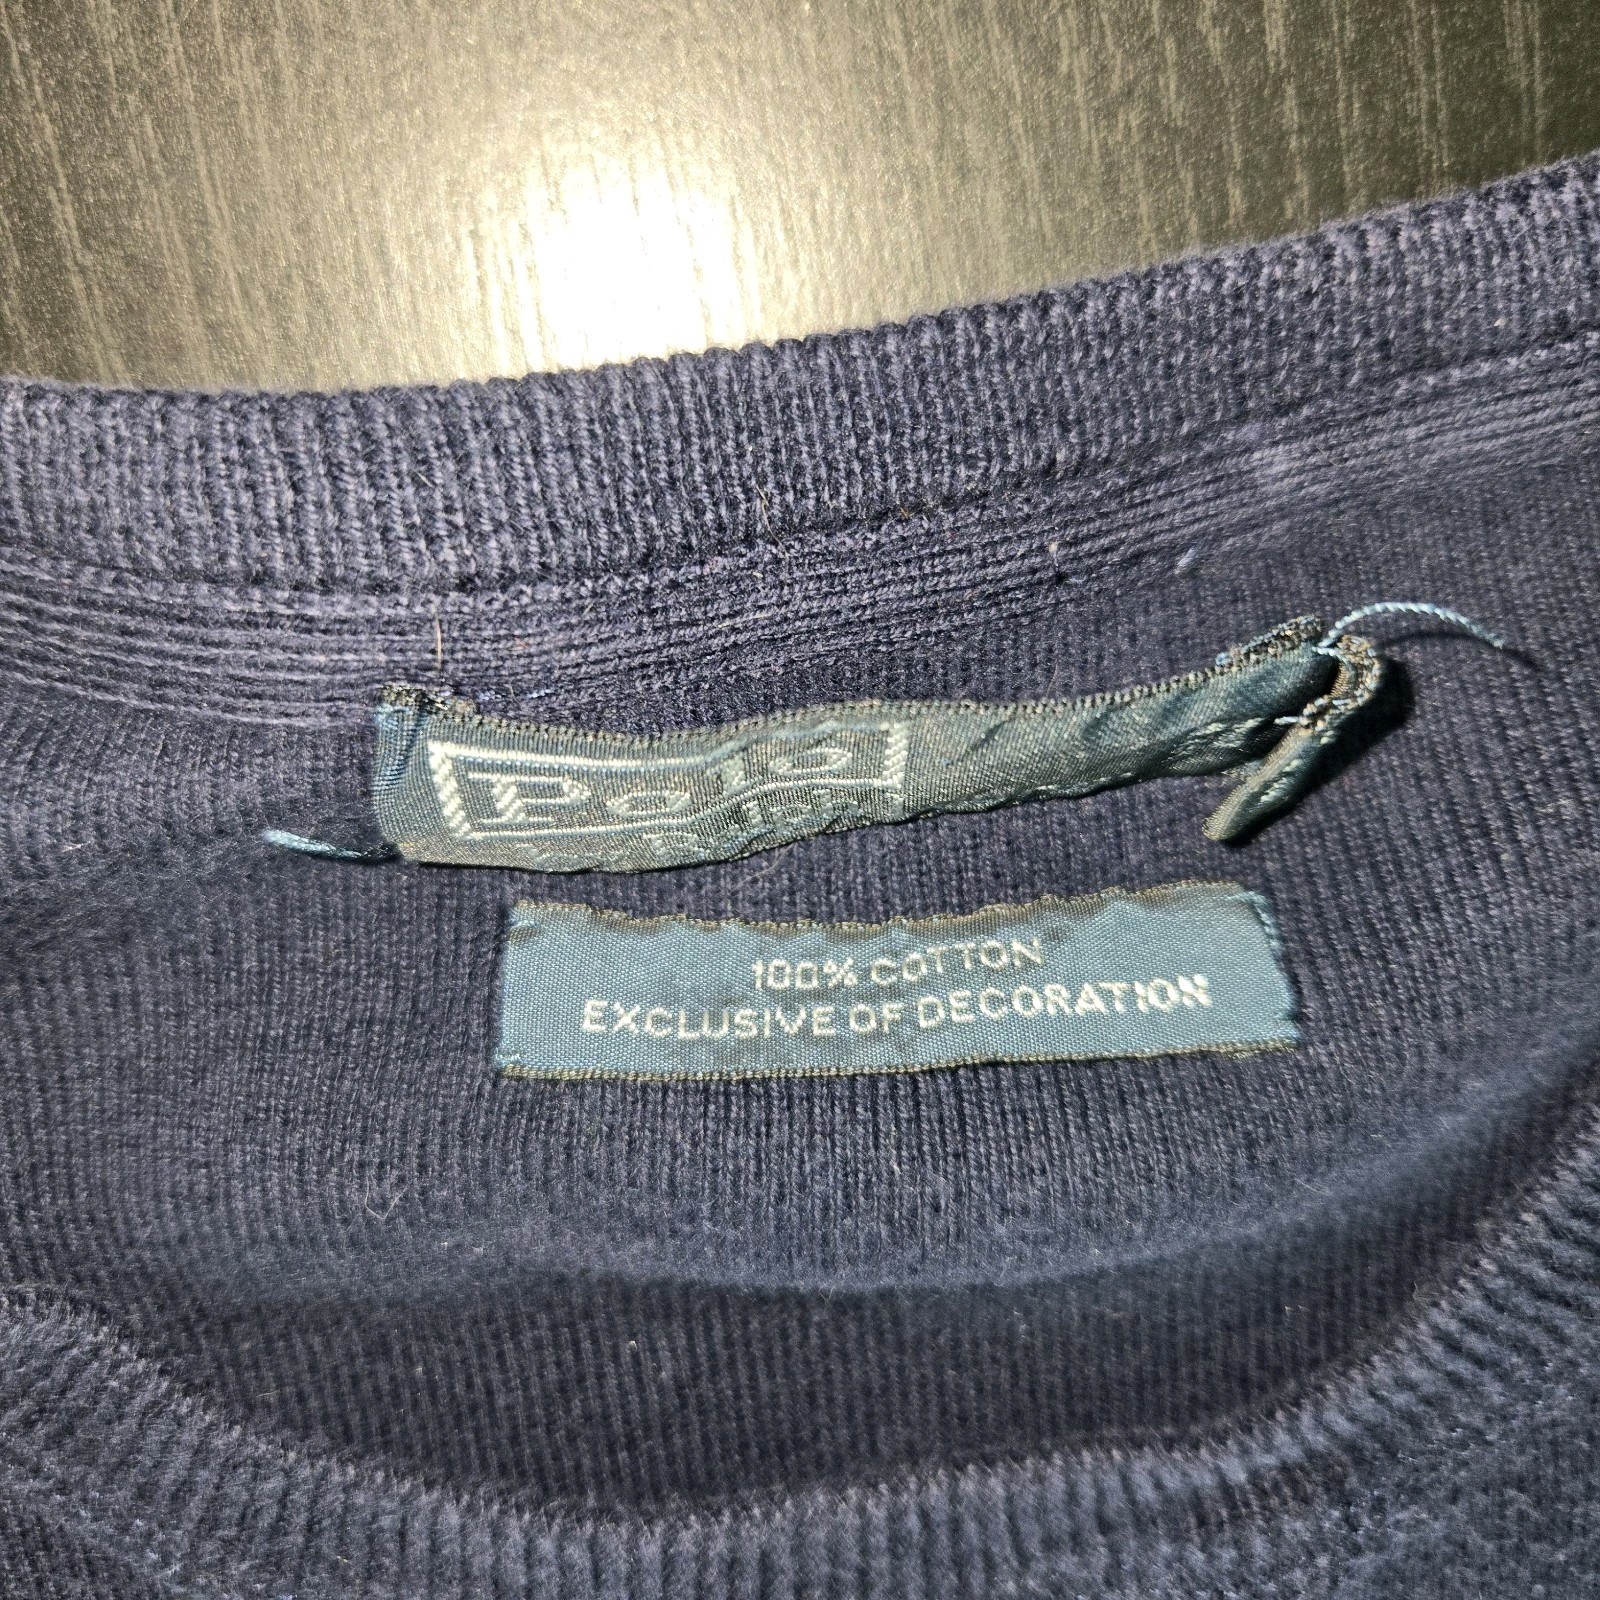 Polo
100% COTTON
EXCLUSIVE OF DECORATION